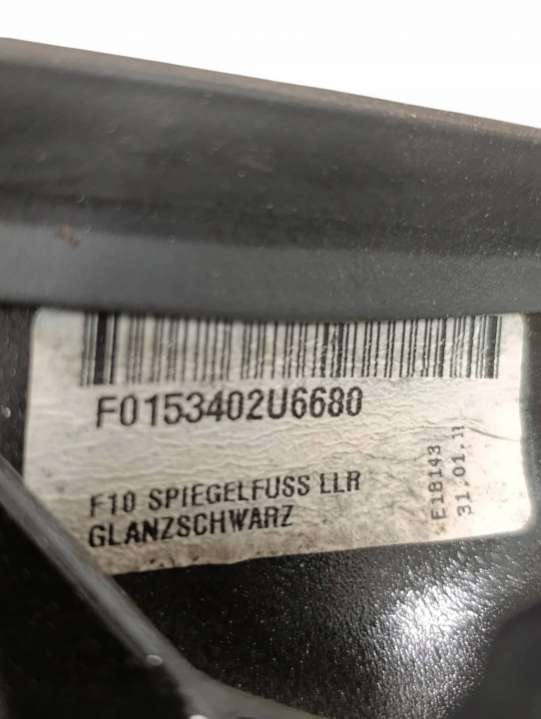 F0153402U6680
F10 SPIEGELFUSS LLR
GLANZSCHWARZ
E18143
31.01.11